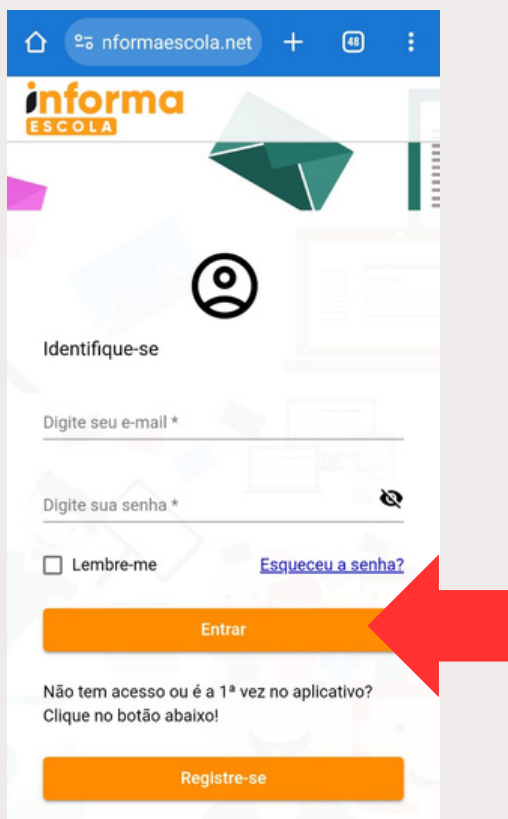 nformaescola.net
48
informa
ESCOLA
Identifique-se
Digite seu e-mail *
Digite sua senha *
Lembre-me
Esqueceu a senha?
Entrar
Não tem acesso ou é a 1ª vez no aplicativo?
Clique no botão abaixo!
Registre-se